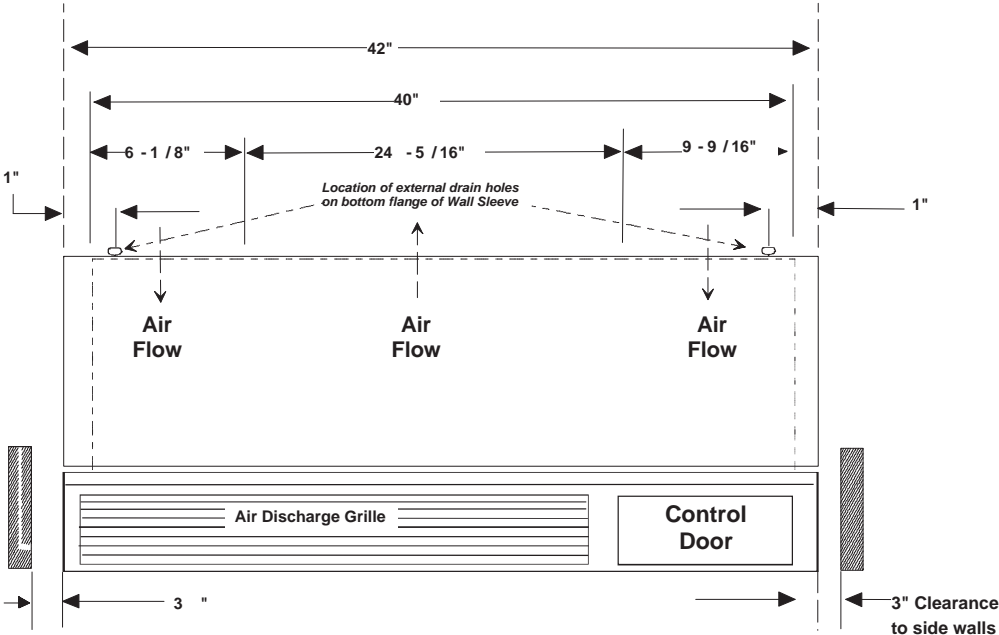 42"
40"
6 - 1 / 8"
24 - 5 / 16"
9 - 9 / 16"
1"
Location of external drain holes
on bottom flange of Wall Sleeve
1"
Air
Flow
Air
Flow
Air
Flow
Air Discharge Grille
Control
Door
3 "
3" Clearance
to side walls